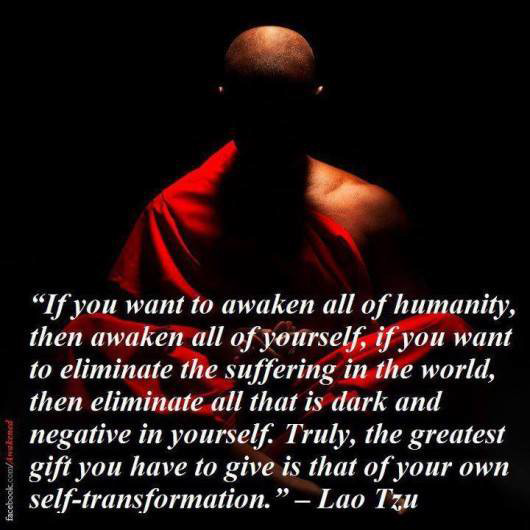 “If you want to awaken all of humanity,
then awaken all of yourself, if you want
to eliminate the suffering in the world,
then eliminate all that is dark and
negative in yourself. Truly, the greatest
gift you have to give is that of your own
self-transformation.” – Lao Tzu
facebook.com/Awakened